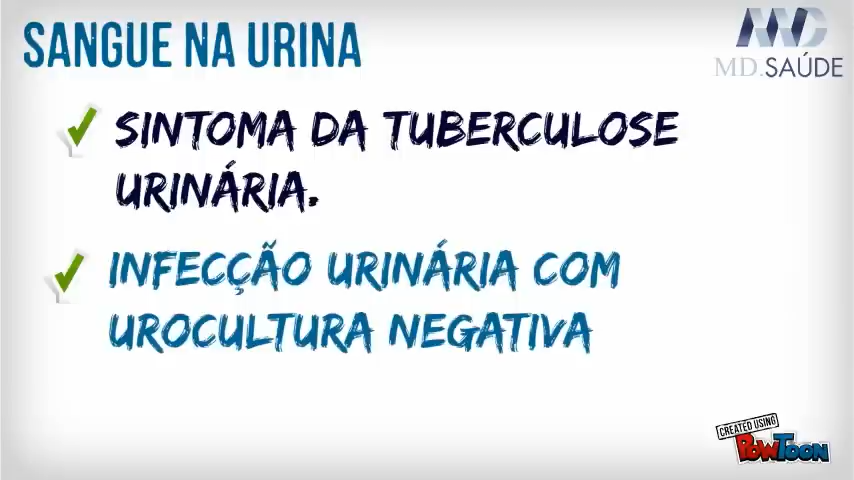 SANGUE NA URINA
MD.SAÚDE
SINTOMA DA TUBERCULOSE
URINÁRIA.
INFECÇÃO URINÁRIA COM
UROCULTURA NEGATIVA
CREATED USING
POWTOON